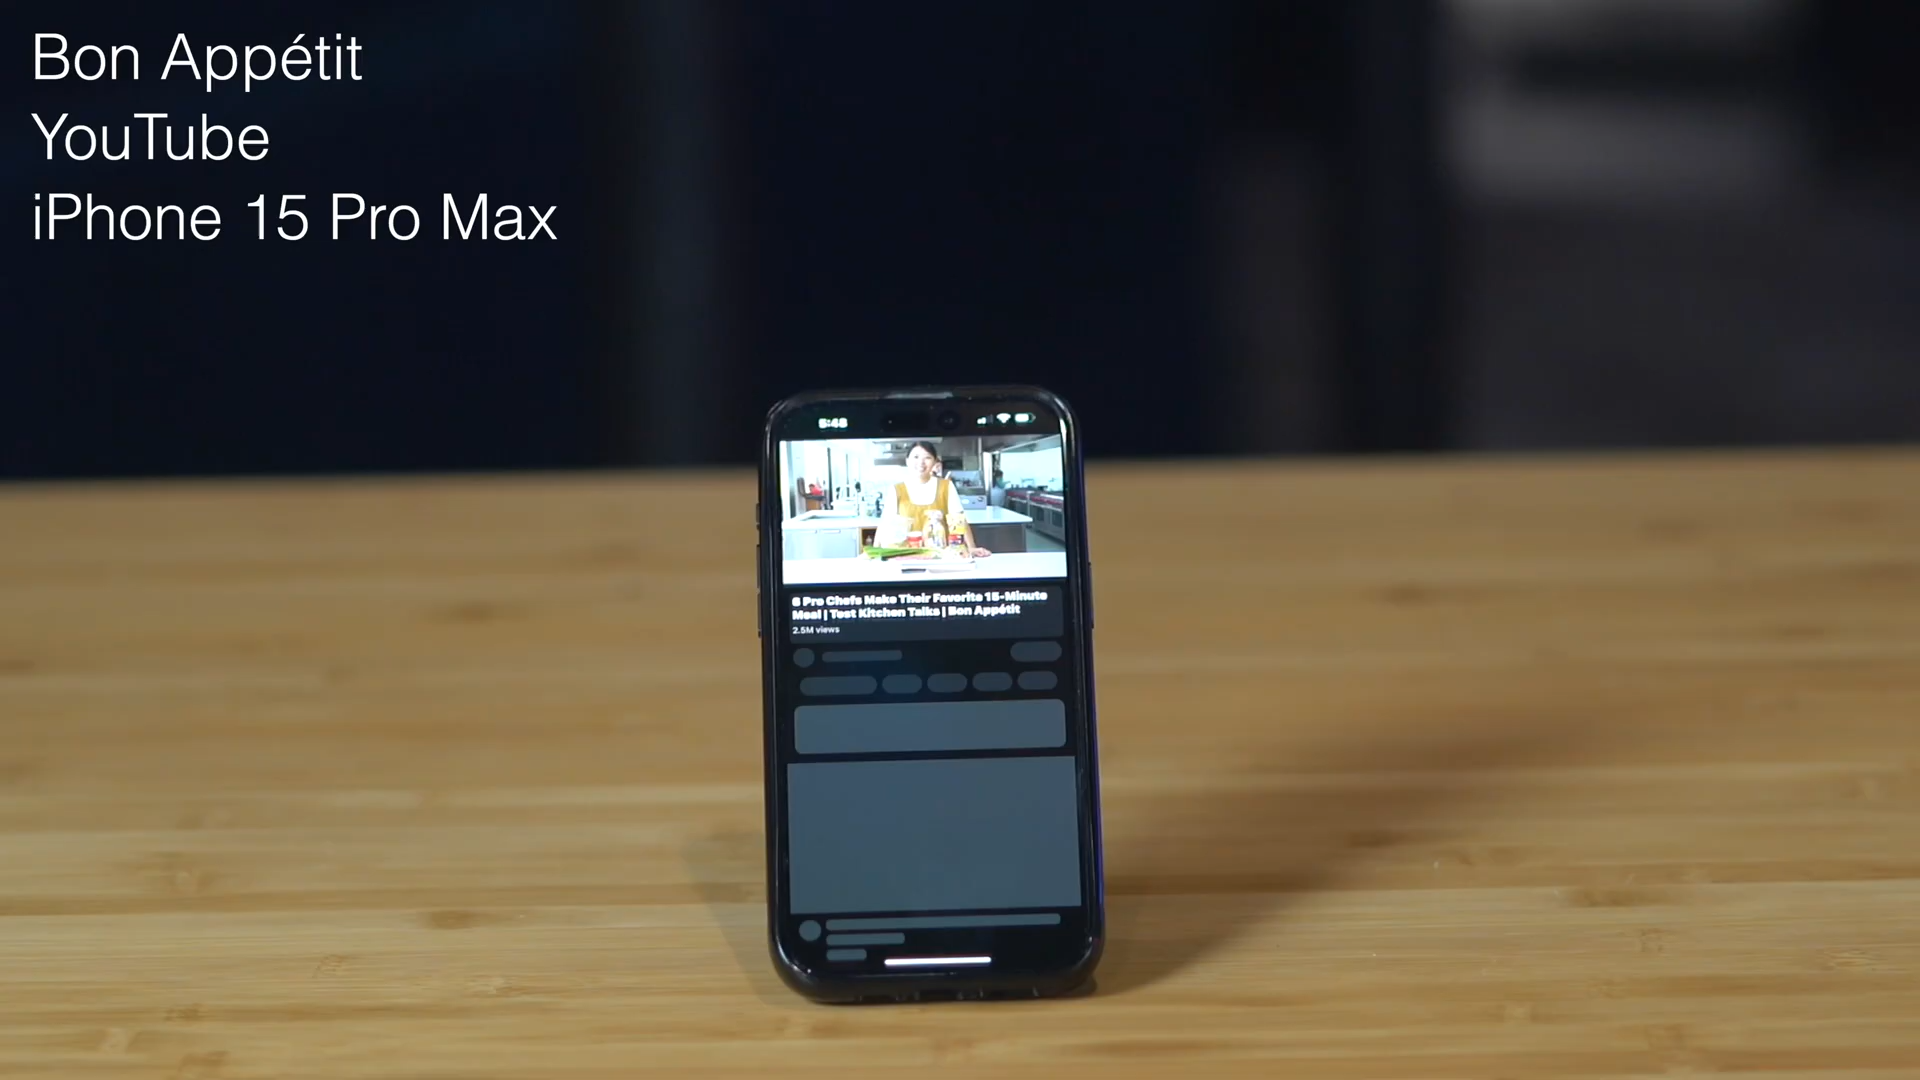 Bon Appétit
YouTube
iPhone 15 Pro Max
5:48
6 Pro Chefs Make Their Favorite 15-Minute
Meal | Test Kitchen Talks | Bon Appétit
2.5M views